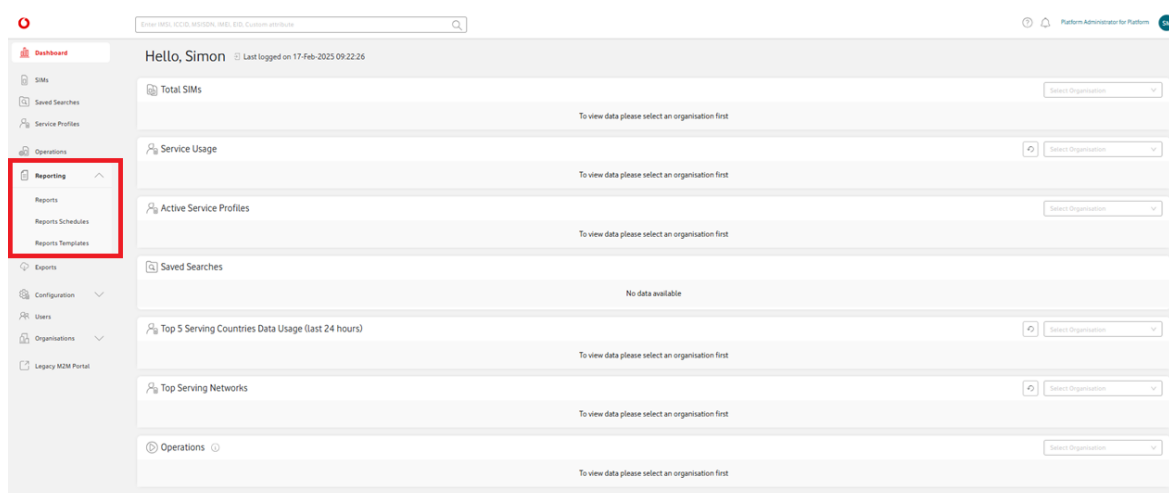 Enter IMSI, ICCID, MSISDN, IMEI, EID, Custom attribute
Platform Administrator for Platform
SM
Dashboard
SIMs
Saved Searches
Service Profiles
Operations
Reporting
Reports
Reports Schedules
Reports Templates
Exports
Configuration
Users
Organisations
Legacy M2M Portal
Hello, Simon Last logged on 17-Feb-2025 09:22:26
Total SIMs Select Organisation
To view data please select an organisation first
Service Usage Select Organisation
To view data please select an organisation first
Active Service Profiles Select Organisation
To view data please select an organisation first
Saved Searches
No data available
Top 5 Serving Countries Data Usage (last 24 hours) Select Organisation
To view data please select an organisation first
Top Serving Networks Select Organisation
To view data please select an organisation first
Operations Select Organisation
To view data please select an organisation first